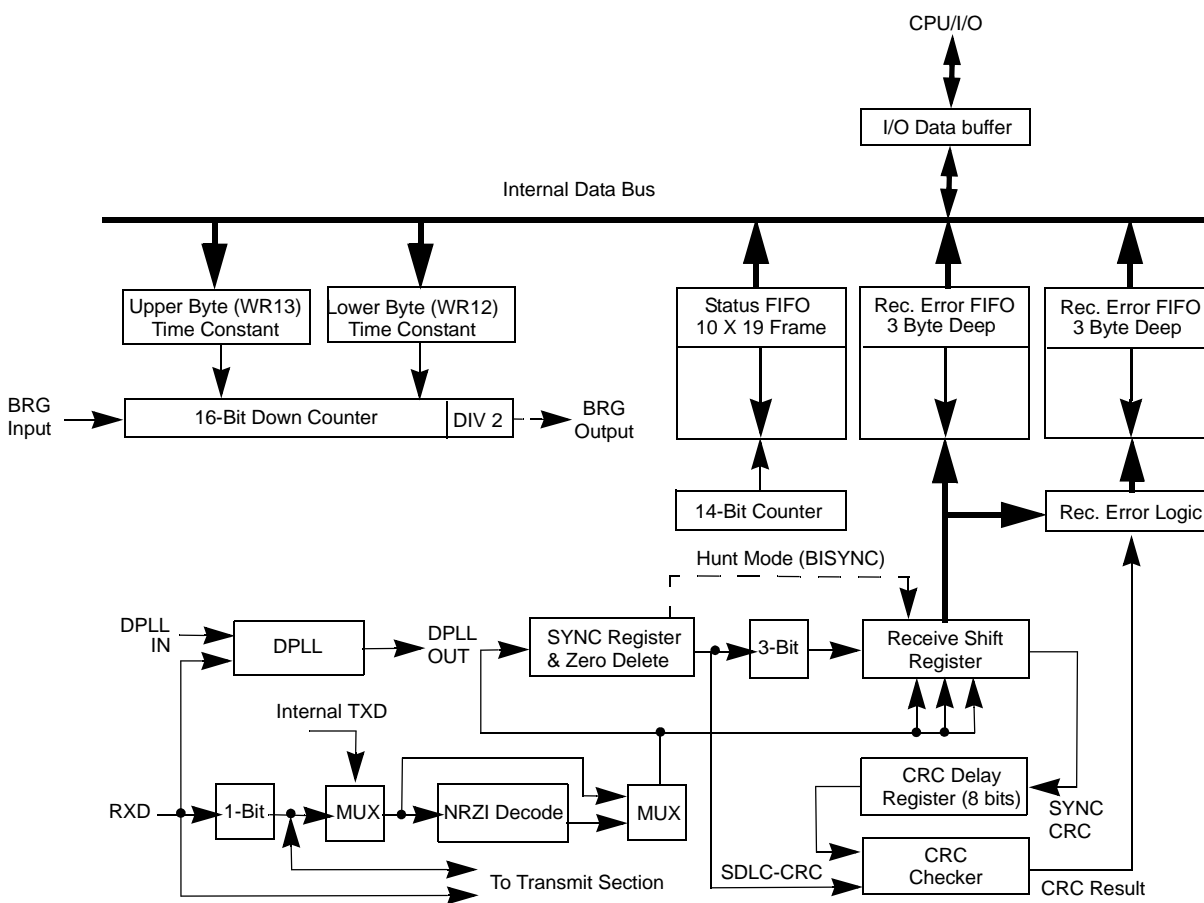 CPU/I/O
I/O Data buffer
Internal Data Bus
Upper Byte (WR13)
Time Constant
Lower Byte (WR12)
Time Constant
Status FIFO
10 X 19 Frame
Rec. Error FIFO
3 Byte Deep
Rec. Error FIFO
3 Byte Deep
BRG
Input
16-Bit Down Counter
DIV 2
BRG
Output
14-Bit Counter
Rec. Error Logic
Hunt Mode (BISYNC)
DPLL
IN
DPLL
DPLL
OUT
SYNC Register
& Zero Delete
3-Bit
Receive Shift
Register
Internal TXD
RXD
1-Bit
MUX
NRZI Decode
MUX
CRC Delay
Register (8 bits)
SYNC
CRC
To Transmit Section
SDLC-CRC
CRC
Checker
CRC Result